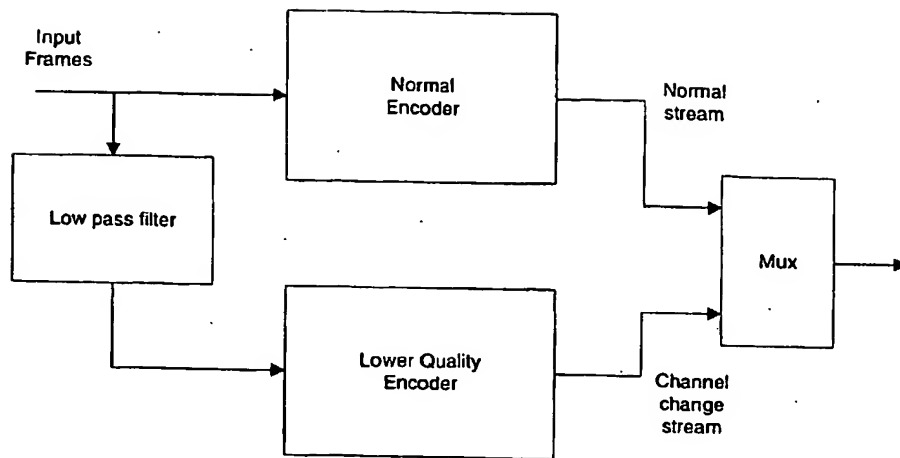 Input
Frames
Normal
Encoder
Normal
stream
Low pass filter
Mux
Lower Quality
Encoder
Channel
change
stream